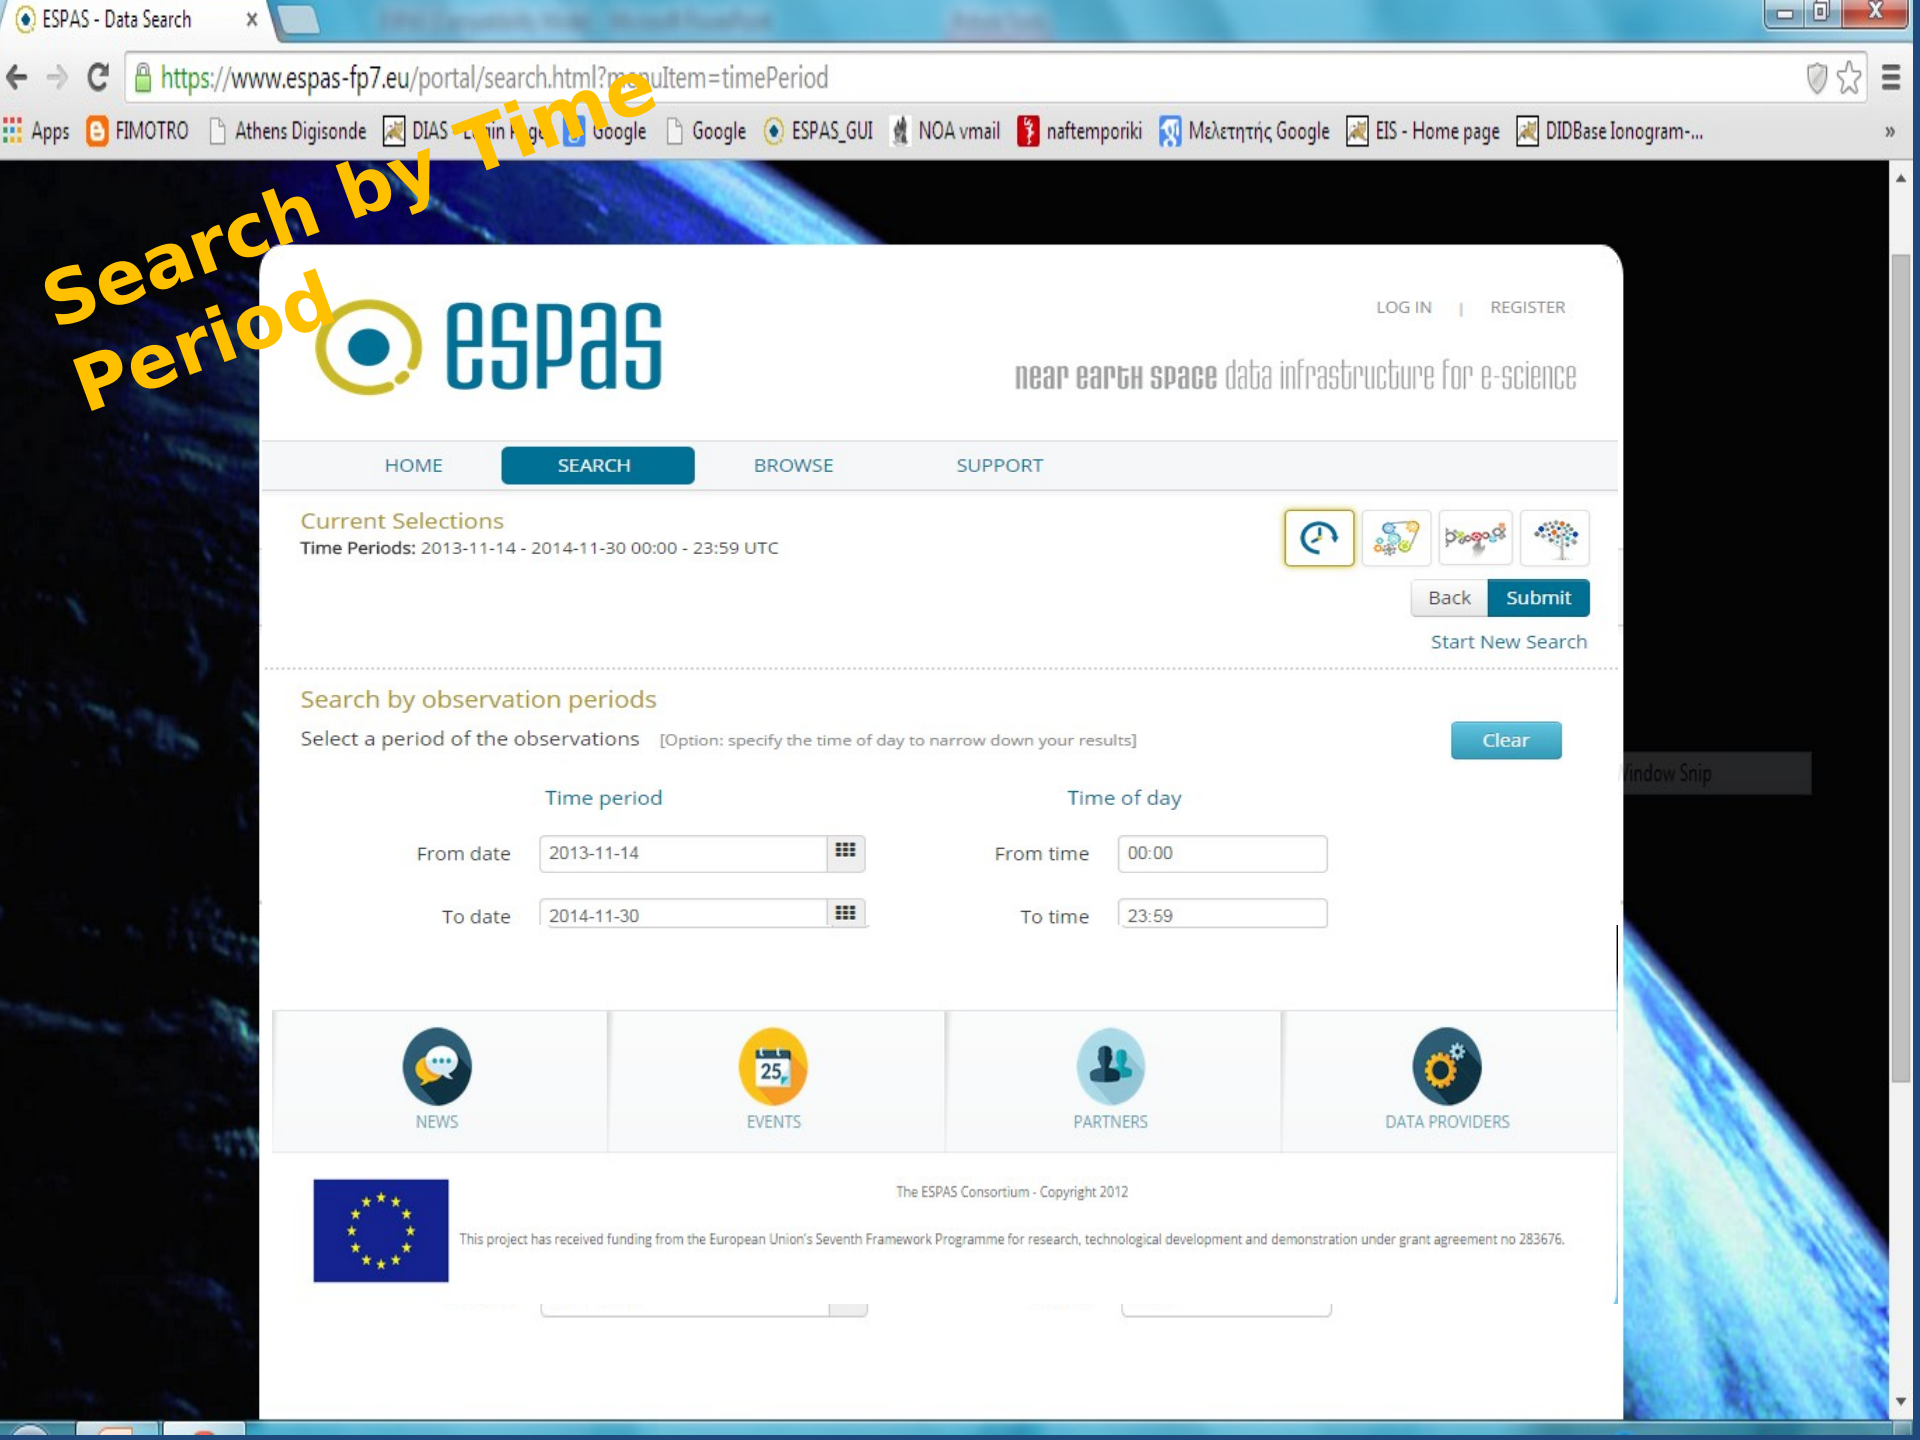 ESPAS - Data Search
https://www.espas-fp7.eu/portal/search.html?menuItem=timePeriod
Apps FIMOTRO Athens Digisonde DIAS - Login Page Google Google ESPAS_GUI NOA vmail naftemporiki Μελετητής Google EIS - Home page DIDBase Ionogram-... »
Search by Time
Period
espas
LOG IN | REGISTER
near earth space data infrastructure for e-science
HOME SEARCH BROWSE SUPPORT
Current Selections
Time Periods: 2013-11-14 - 2014-11-30 00:00 - 23:59 UTC
Back Submit
Start New Search
Search by observation periods
Select a period of the observations [Option: specify the time of day to narrow down your results]
Clear
Window Snip
Time period Time of day
From date 2013-11-14 From time 00:00
To date 2014-11-30 To time 23:59
25
NEWS EVENTS PARTNERS DATA PROVIDERS
The ESPAS Consortium - Copyright 2012
This project has received funding from the European Union's Seventh Framework Programme for research, technological development and demonstration under grant agreement no 283676.